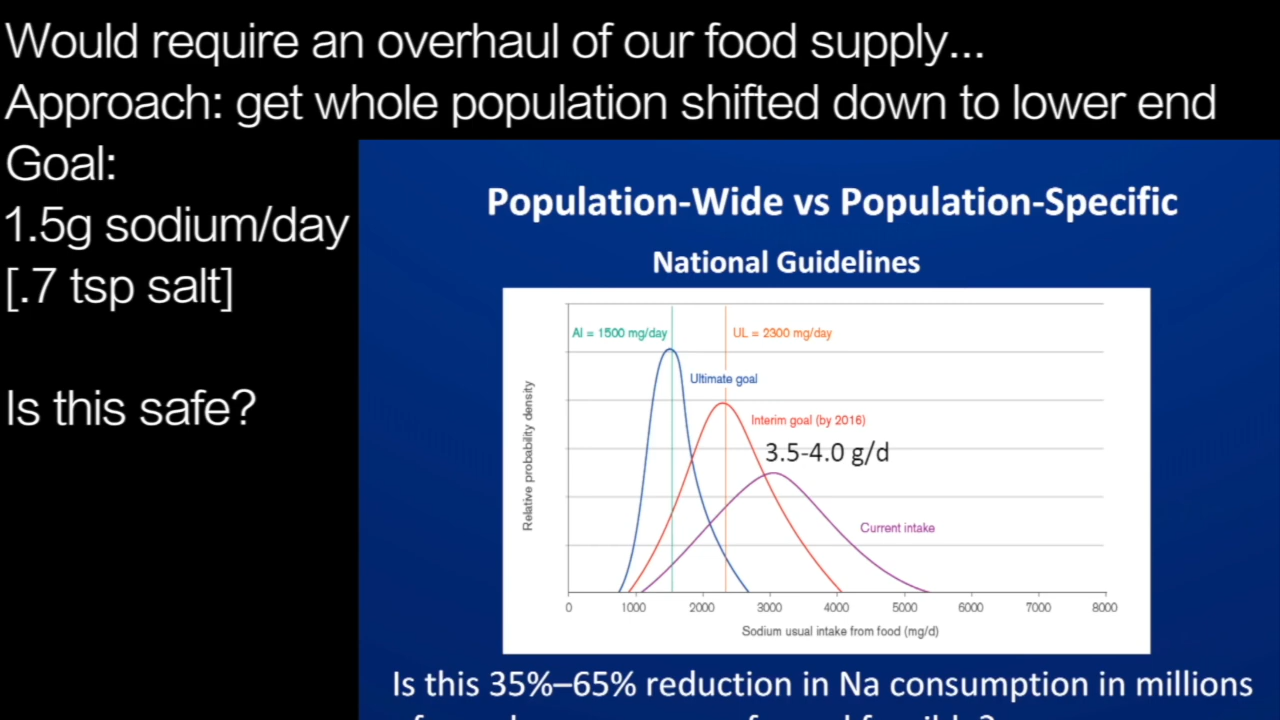 Would require an overhaul of our food supply...
Approach: get whole population shifted down to lower end
Goal:
1.5g sodium/day
[.7 tsp salt]
Is this safe?
Population-Wide vs Population-Specific
National Guidelines
AI = 1500 mg/day
UL = 2300 mg/day
Ultimate goal
Interim goal (by 2016)
3.5-4.0 g/d
Current intake
Relative probability density
0 1000 2000 3000 4000 5000 6000 7000 8000
Sodium usual intake from food (mg/d)
Is this 35%–65% reduction in Na consumption in millions